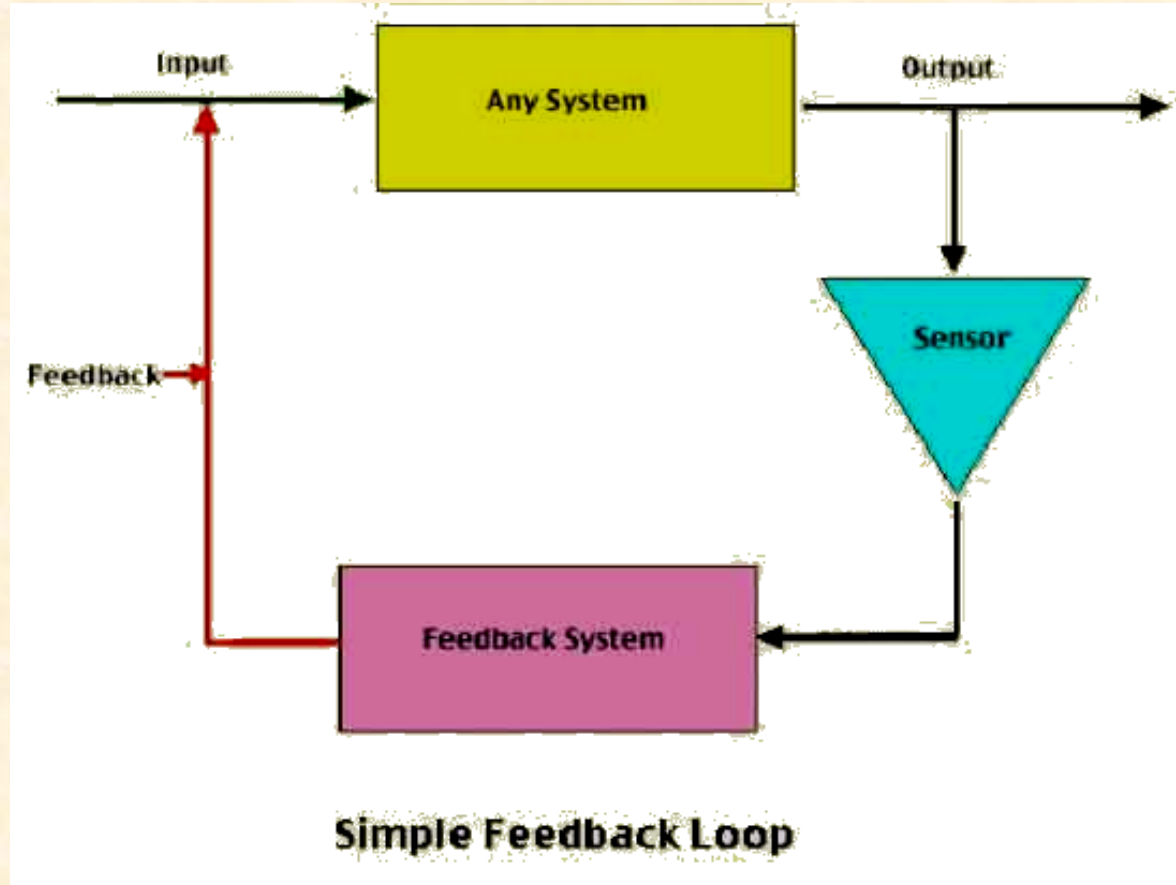 Input
Output
Any System
Sensor
Feedback
Feedback System
Simple Feedback Loop